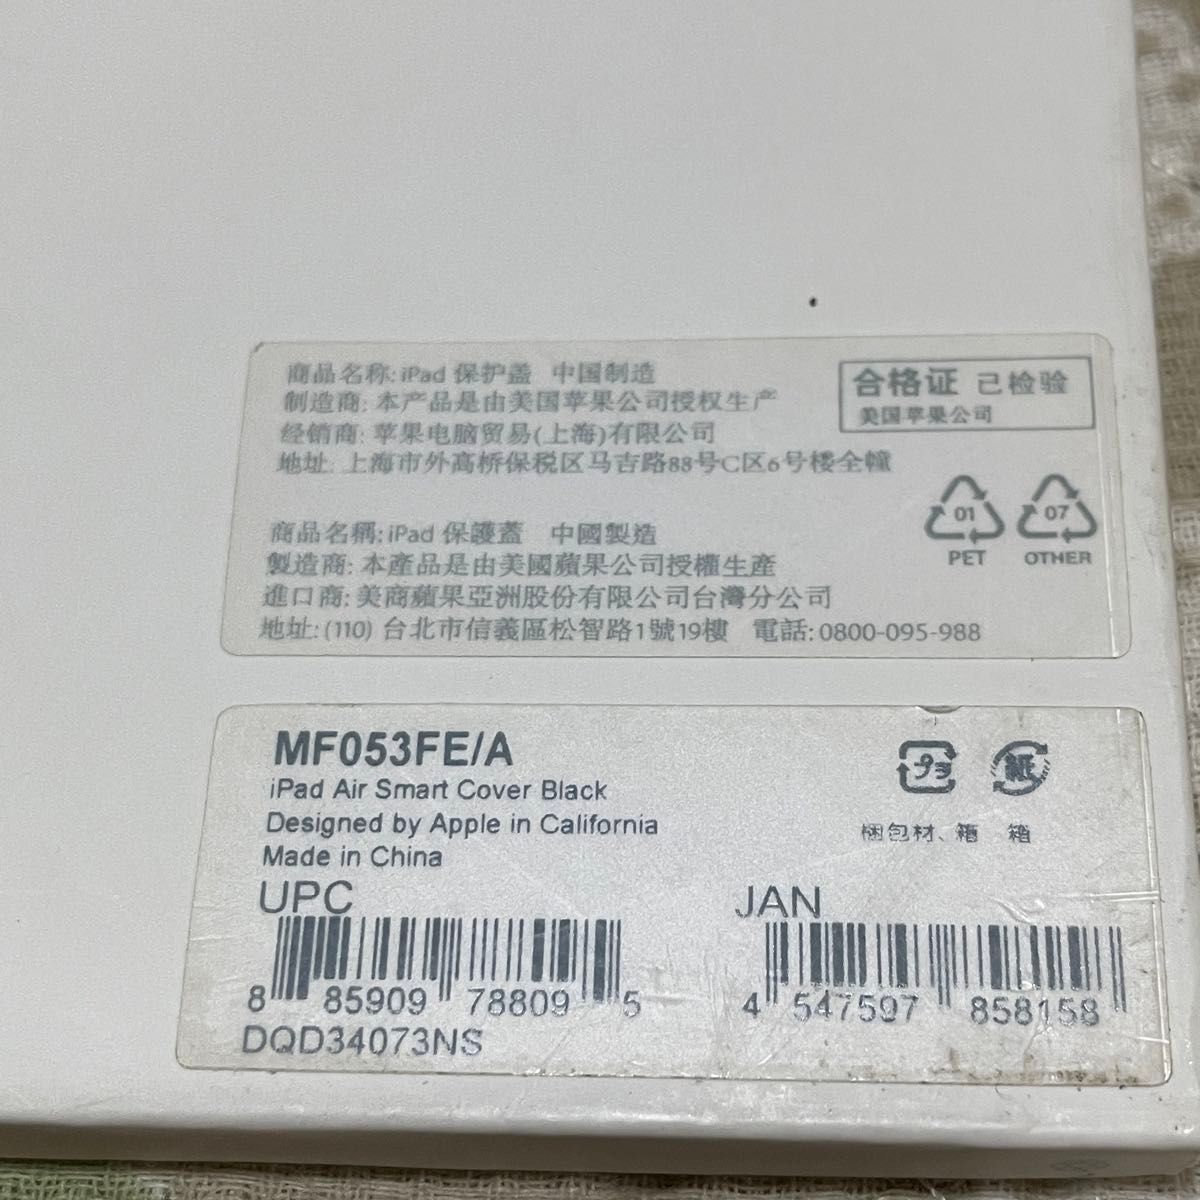 商品名称: iPad 保护盖 中国制造
制造商: 本产品是由美国苹果公司授权生产
经销商: 苹果电脑贸易(上海)有限公司
地址: 上海市外高桥保税区马吉路88号C区6号楼全幢
合格证 已检验
美国苹果公司
01
PET
07
OTHER
商品名稱: iPad 保護蓋 中國製造
製造商: 本產品是由美國蘋果公司授權生產
進口商: 美商蘋果亞洲股份有限公司台灣分公司
地址: (110) 台北市信義區松智路1號19樓 電話: 0800-095-988
MF053FE/A
iPad Air Smart Cover Black
Designed by Apple in California
Made in China
プラ
紙
梱包材、箱 箱
UPC
8 85909 78809 5
DQD34073NS
JAN
4 547597 858158